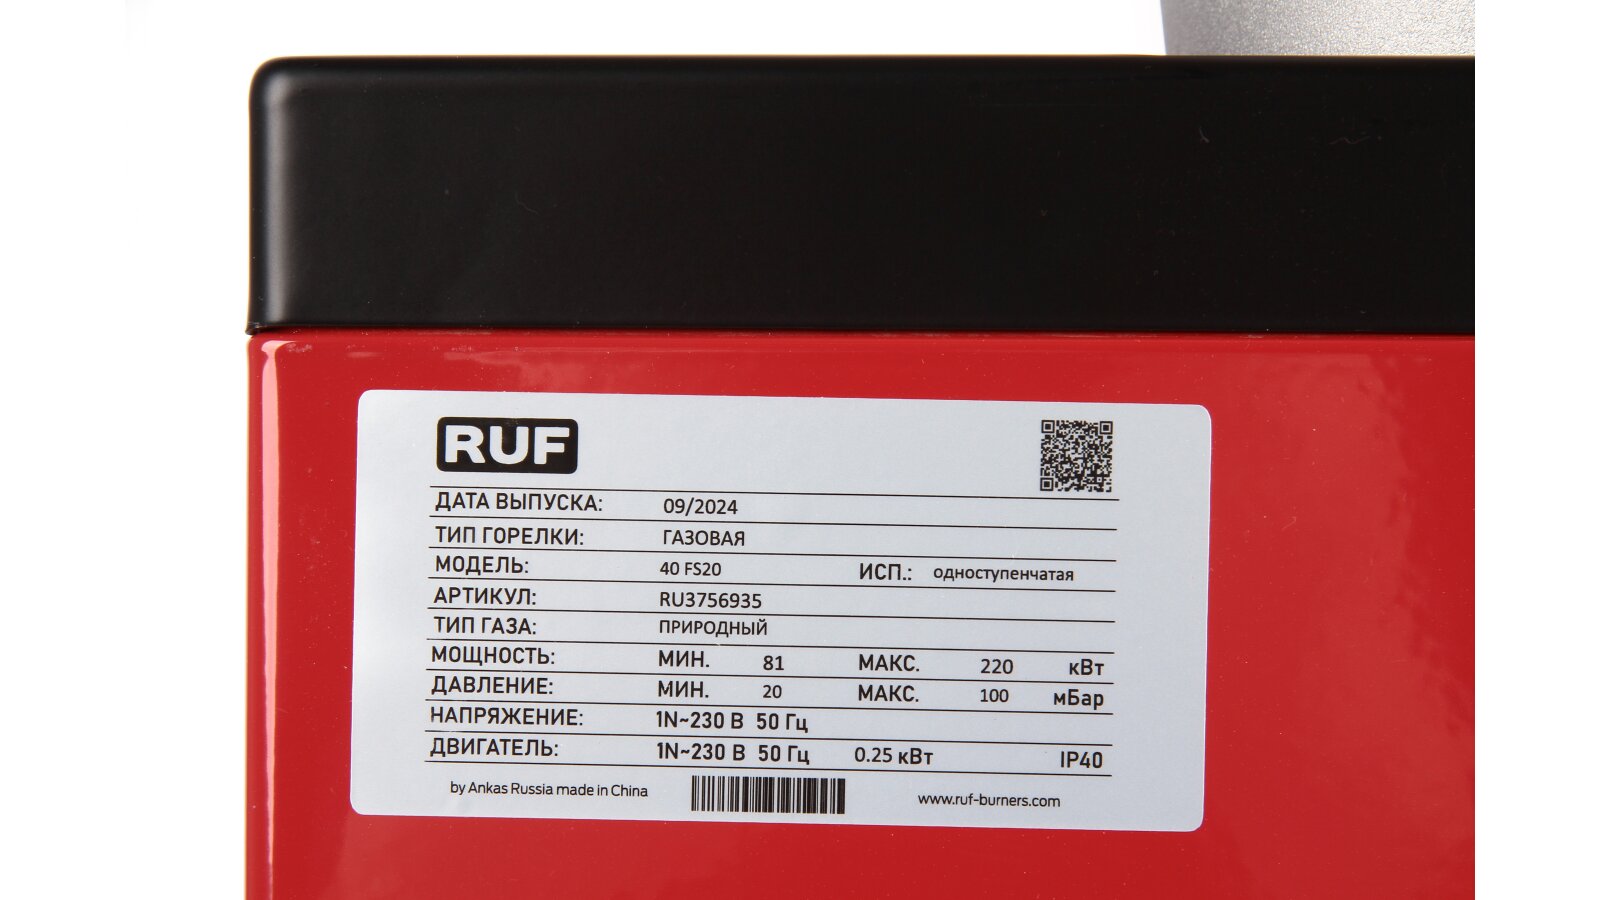 RUF
ДАТА ВЫПУСКА: 09/2024
ТИП ГОРЕЛКИ: ГАЗОВАЯ
МОДЕЛЬ: 40 FS20 ИСП.: одноступенчатая
АРТИКУЛ: RU3756935
ТИП ГАЗА: ПРИРОДНЫЙ
МОЩНОСТЬ: МИН. 81 МАКС. 220 кВт
ДАВЛЕНИЕ: МИН. 20 МАКС. 100 мБар
НАПРЯЖЕНИЕ: 1N~230 В 50 Гц
ДВИГАТЕЛЬ: 1N~230 В 50 Гц 0.25 кВт IP40
by Ankas Russia made in China www.ruf-burners.com